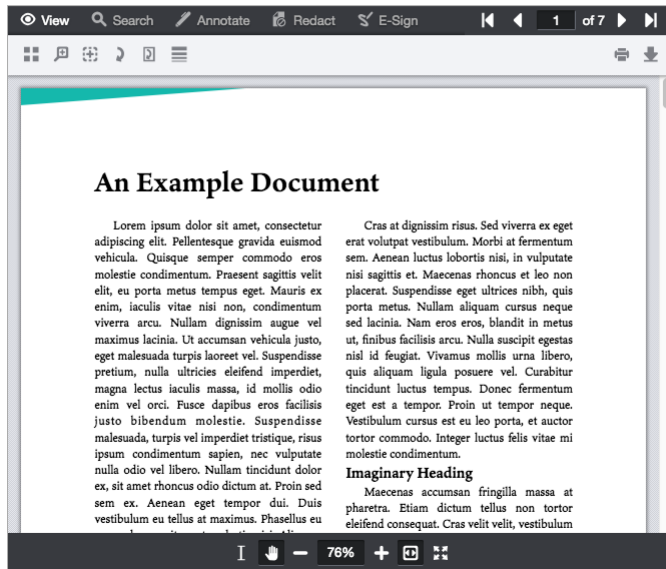 View Search Annotate Redact E-Sign 1 of 7
An Example Document
Lorem ipsum dolor sit amet, consectetur
adipiscing elit. Pellentesque gravida euismod
vehicula. Quisque semper commodo eros
molestie condimentum. Praesent sagittis velit
elit, eu porta metus tempus eget. Mauris ex
enim, iaculis vitae nisi non, condimentum
viverra arcu. Nullam dignissim augue vel
maximus lacinia. Ut accumsan vehicula justo,
eget malesuada turpis laoreet vel. Suspendisse
pretium, nulla ultricies eleifend imperdiet,
magna lectus iaculis massa, id mollis odio
enim vel orci. Fusce dapibus eros facilisis
justo bibendum molestie. Suspendisse
malesuada, turpis vel imperdiet tristique, risus
ipsum condimentum sapien, nec vulputate
nulla odio vel libero. Nullam tincidunt dolor
ex, sit amet rhoncus odio dictum at. Proin sed
sem ex. Aenean eget tempor dui. Duis
vestibulum eu tellus at maximus. Phasellus eu
Cras at dignissim risus. Sed viverra ex eget
erat volutpat vestibulum. Morbi at fermentum
sem. Aenean luctus lobortis nisi, in vulputate
nisi sagittis et. Maecenas rhoncus et leo non
placerat. Suspendisse eget ultrices nibh, quis
porta metus. Nullam aliquam cursus neque
sed lacinia. Nam eros eros, blandit in metus
ut, finibus facilisis arcu. Nulla suscipit egestas
nisl id feugiat. Vivamus mollis urna libero,
quis aliquam ligula posuere vel. Curabitur
tincidunt luctus tempus. Donec fermentum
eget est a tempor. Proin ut tempor neque.
Vestibulum cursus est eu leo porta, et auctor
tortor commodo. Integer luctus felis vitae mi
molestie condimentum.
Imaginary Heading
Maecenas accumsan fringilla massa at
pharetra. Etiam dictum tellus non tortor
eleifend consequat. Cras velit velit, vestibulum
76%